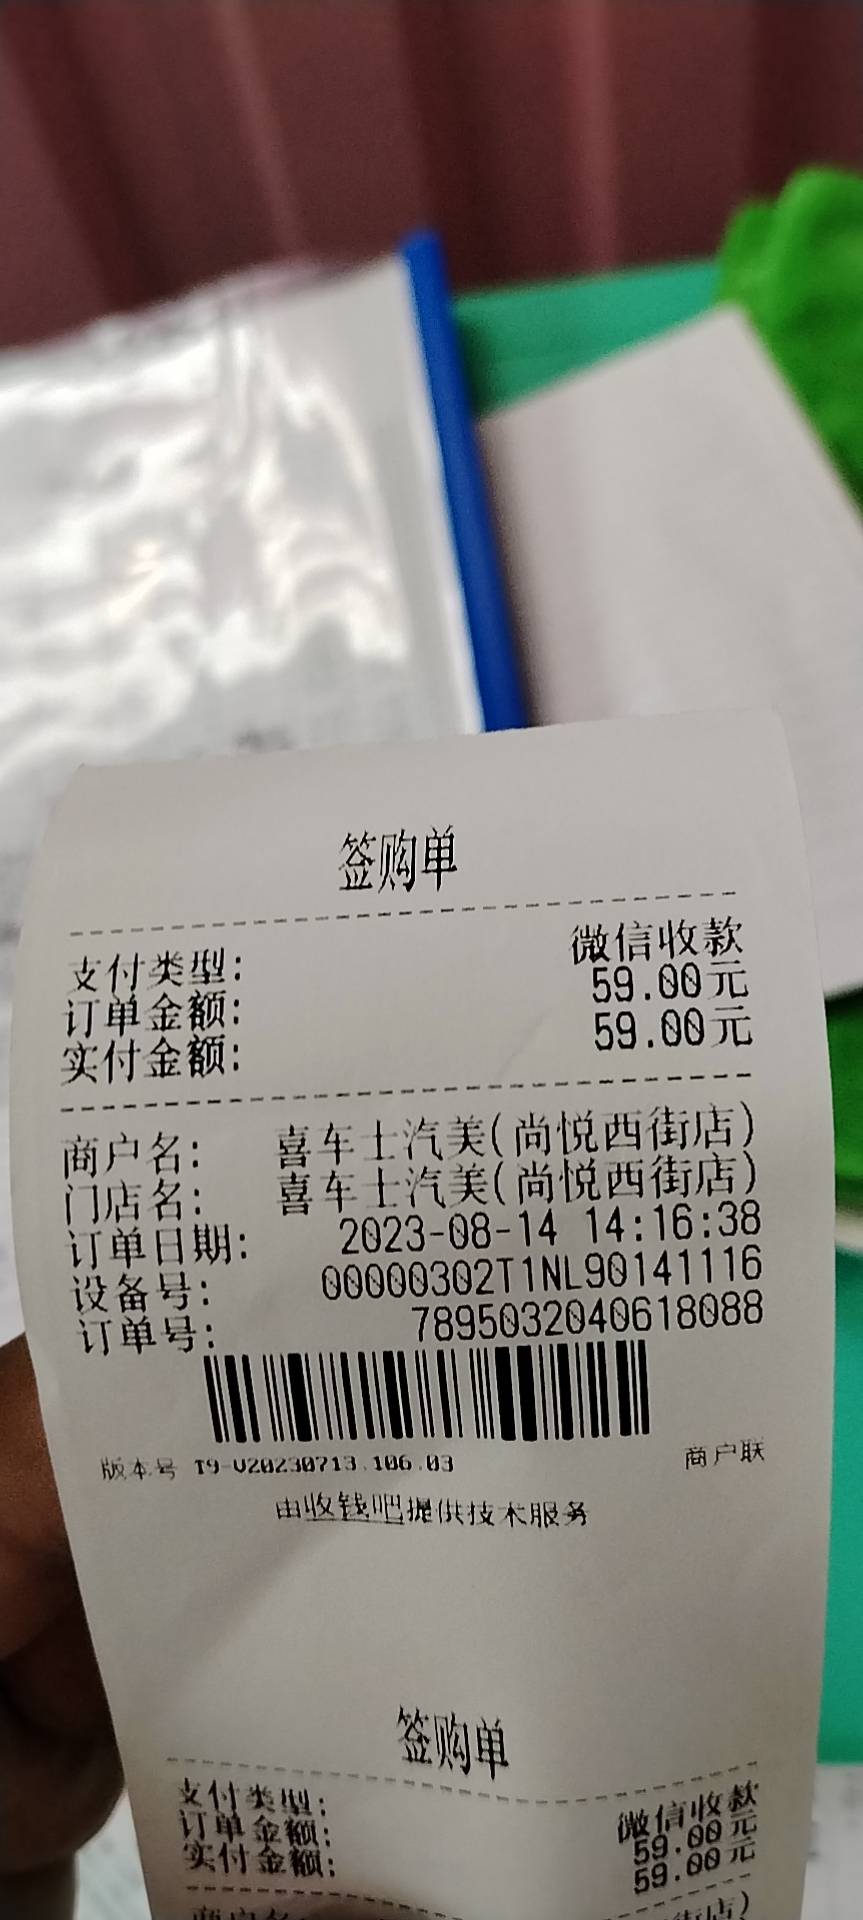 签购单
支付类型: 微信收款
订单金额: 59.00元
实付金额: 59.00元
商户名: 喜车士汽美(尚悦西街店)
门店名: 喜车士汽美(尚悦西街店)
订单日期: 2023-08-14 14:16:38
设备号: 00000302T1NL90141116
订单号: 7895032040618088
版本号 T9-V20230713.106.03 商户联
由收钱吧提供技术服务
签购单
支付类型: 微信收款
订单金额: 59.00元
实付金额: 59.00元